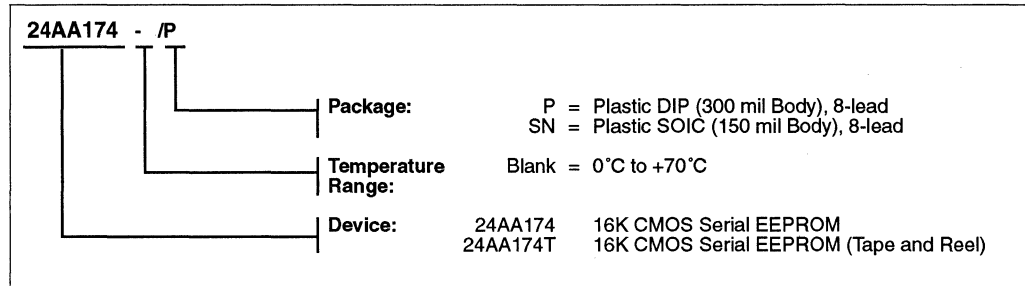 24AA174 - /P
Package: P = Plastic DIP (300 mil Body), 8-lead
SN = Plastic SOIC (150 mil Body), 8-lead
Temperature Blank = 0°C to +70°C
Range:
Device: 24AA174 16K CMOS Serial EEPROM
24AA174T 16K CMOS Serial EEPROM (Tape and Reel)